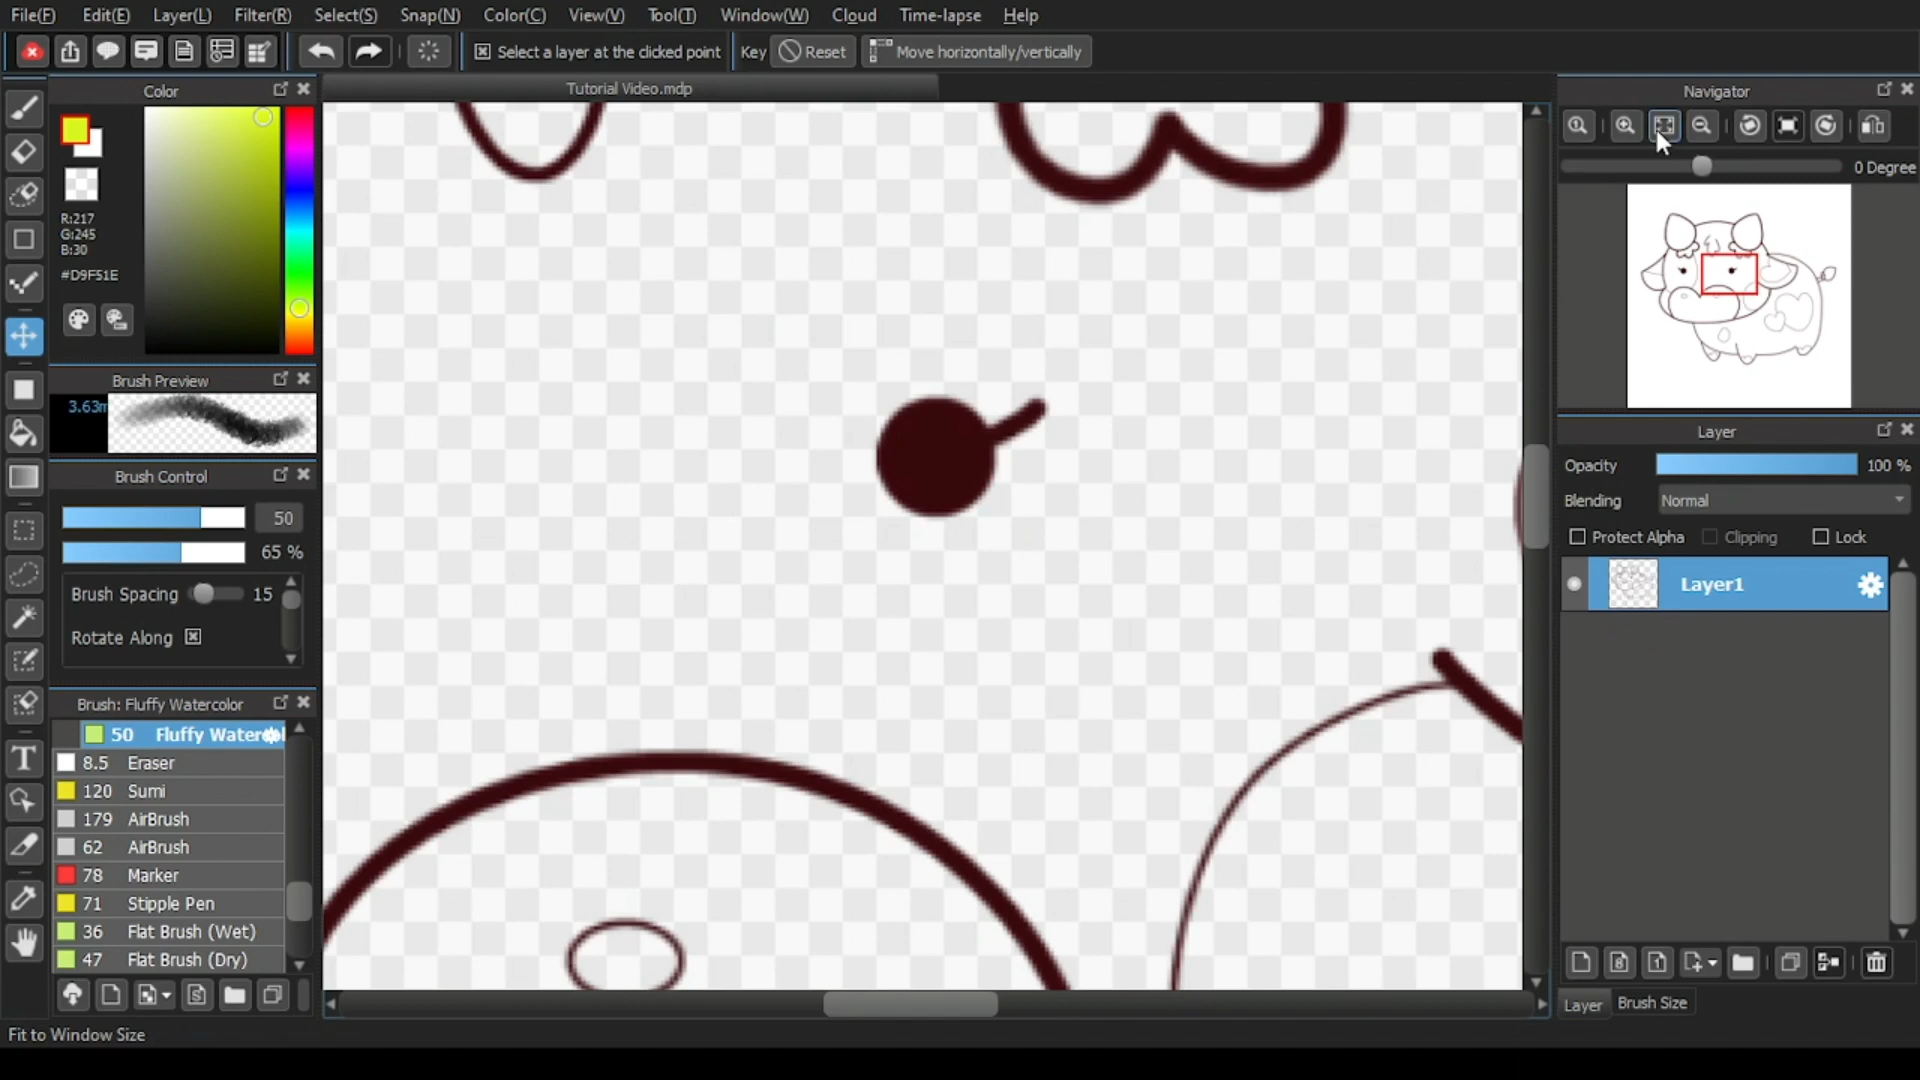 File(F) Edit(E) Layer(L) Filter(R) Select(S) Snap(N) Color(C) View(V) Tool(T) Window(W) Cloud Time-lapse Help
Select a layer at the clicked point Key Reset Move horizontally/vertically
Color
R:217
G:245
B:30
#D9F51E
Brush Preview
Brush Control
50
65 %
Brush Spacing 15
Rotate Along
Brush: Fluffy Watercolor
50 Fluffy
8.5 Eraser
120 Sumi
179 AirBrush
62 AirBrush
78 Marker
71 Stipple Pen
36 Flat Brush (Wet)
47 Flat Brush (Dry)
Fit to Window Size
Tutorial Video.mdp
Navigator
0 Degree
Layer
Opacity 100 %
Blending Normal
Protect Alpha Clipping Lock
Layer1
Layer Brush Size